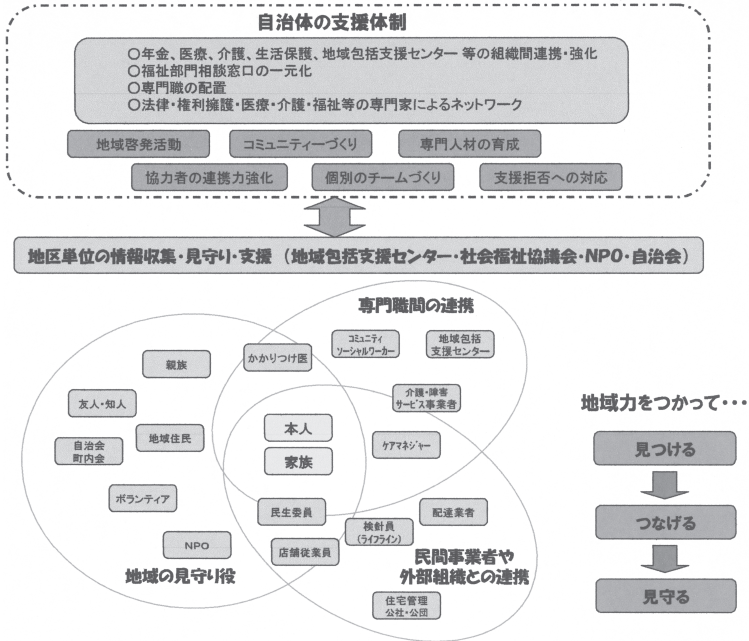 自治体の支援体制
○年金、医療、介護、生活保護、地域包括支援センター 等の組織間連携・強化
○福祉部門相談窓口の一元化
○専門職の配置
○法律・権利擁護・医療・介護・福祉等の専門家によるネットワーク
地域啓発活動
コミュニティーづくり
専門人材の育成
協力者の連携力強化
個別のチームづくり
支援拒否への対応
地区単位の情報収集・見守り・支援 （地域包括支援センター・社会福祉協議会・NPO・自治会）
専門職間の連携
親族
かかりつけ医
コミュニティ
ソーシャルワーカー
地域包括
支援センター
友人・知人
介護・障害
サービス事業者
自治会
町内会
地域住民
本人
家族
ケアマネジャー
ボランティア
民生委員
検針員
(ライフライン)
配達業者
NPO
店舗従業員
地域の見守り役
民間事業者や
外部組織との連携
住宅管理
公社・公団
地域力をつかって・・・
見つける
つなげる
見守る